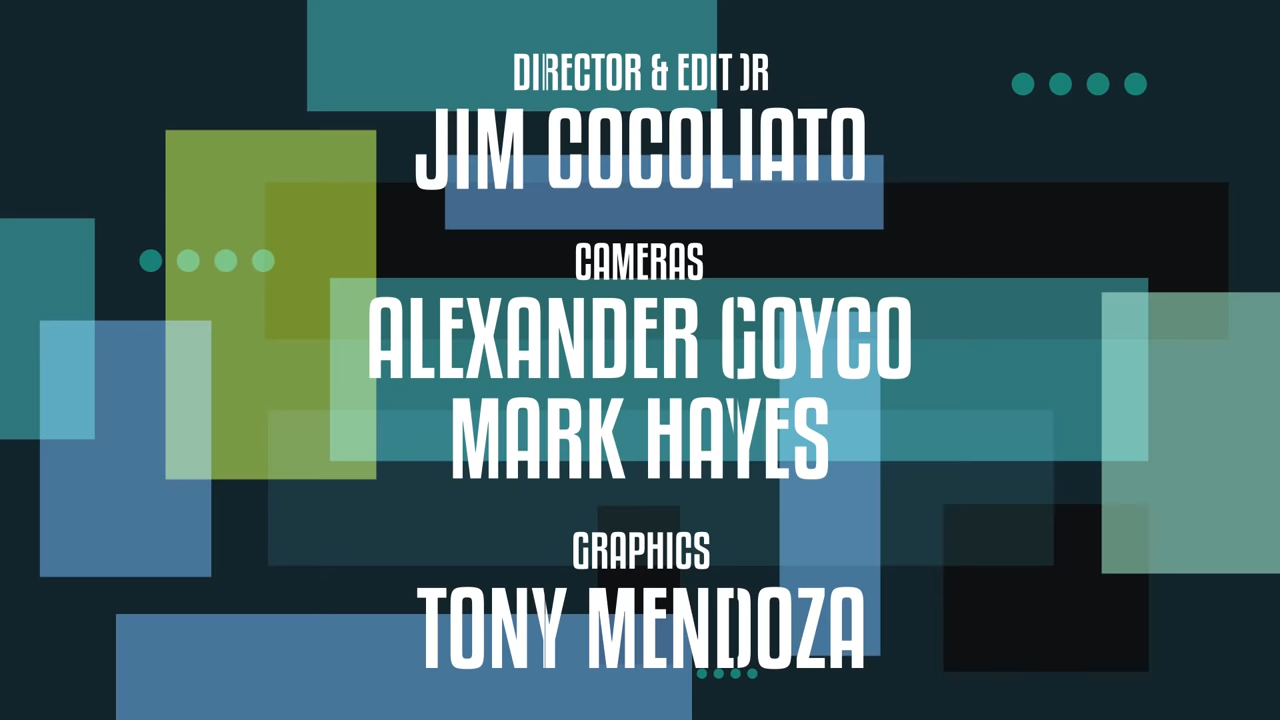 DIRECTOR & EDITOR
JIM COCOLIATO
CAMERAS
ALEXANDER GOYCO
MARK HAYES
GRAPHICS
TONY MENDOZA